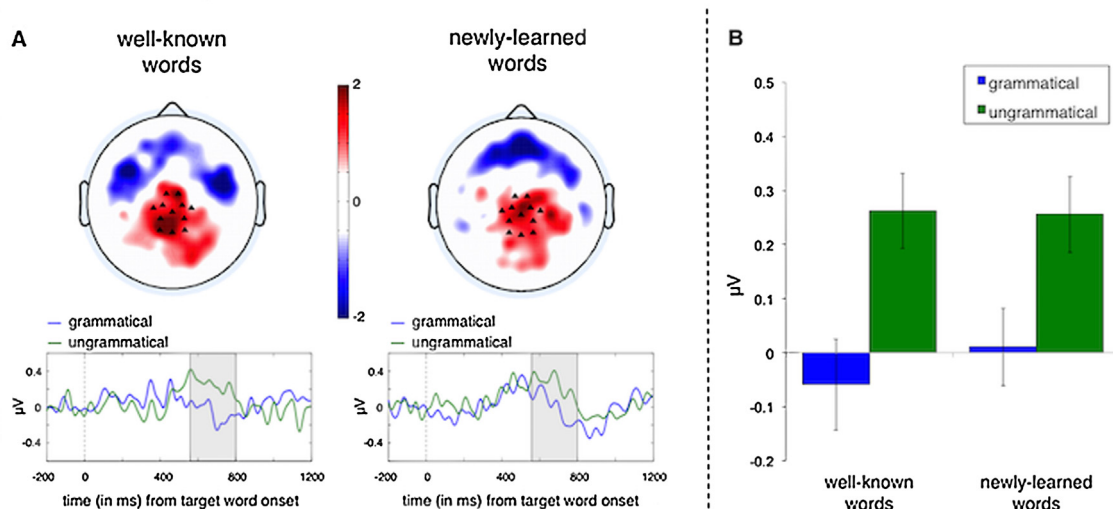 A
well-known
words
newly-learned
words
2
0
-2
grammatical
ungrammatical
µV
0.4
0
-0.4
-200
0
400
800
1200
time (in ms) from target word onset
grammatical
ungrammatical
µV
0.4
0
-0.4
-200
0
400
800
1200
time (in ms) from target word onset
B
grammatical
ungrammatical
µV
0.5
0.4
0.3
0.2
0.1
0
-0.1
-0.2
well-known
words
newly-learned
words